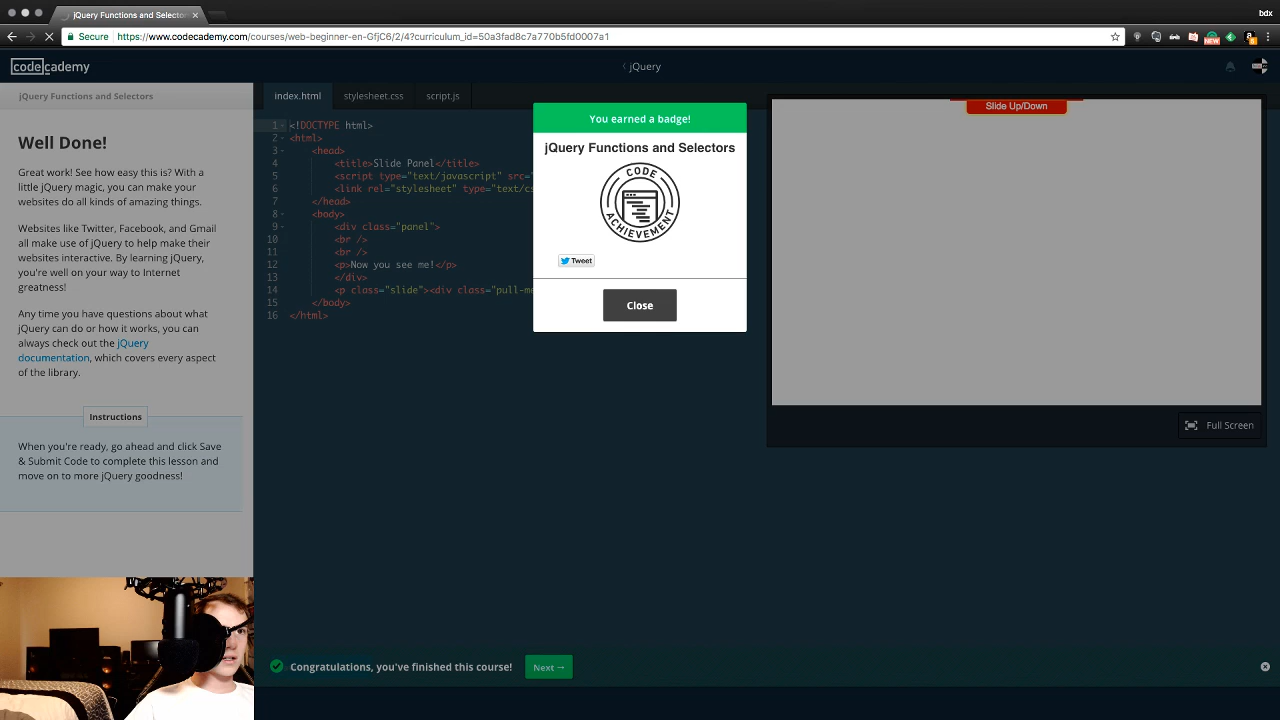 jQuery Functions and Selector
bdx
Secure
https://www.codecademy.com/courses/web-beginner-en-GfjC6/2/4?curriculum_id=50a3fad8c7a770b5fd0007a1
codecademy
jQuery
jQuery Functions and Selectors
index.html
stylesheet.css
script.js
Well Done!
Great work! See how easy this is? With a
little jQuery magic, you can make your
websites do all kinds of amazing things.
Websites like Twitter, Facebook, and Gmail
all make use of jQuery to help make their
websites interactive. By learning jQuery,
you're well on your way to Internet
greatness!
Any time you have questions about what
jQuery can do or how it works, you can
always check out the jQuery
documentation, which covers every aspect
of the library.
Instructions
When you're ready, go ahead and click Save
& Submit Code to complete this lesson and
move on to more jQuery goodness!
1 <!DOCTYPE html>
2 <html>
3 <head>
4 <title>Slide Panel</title>
5 <script type="text/javascript" src="
6 <link rel="stylesheet" type="text/cs
7 </head>
8 <body>
9 <div class="panel">
10 <br />
11 <br />
12 <p>Now you see me!</p>
13 </div>
14 <p class="slide"><div class="pull-m
15 </body>
16 </html>
You earned a badge!
jQuery Functions and Selectors
CODE
ACHIEVEMENT
Tweet
Close
Slide Up/Down
Full Screen
Congratulations, you've finished this course!
Next →